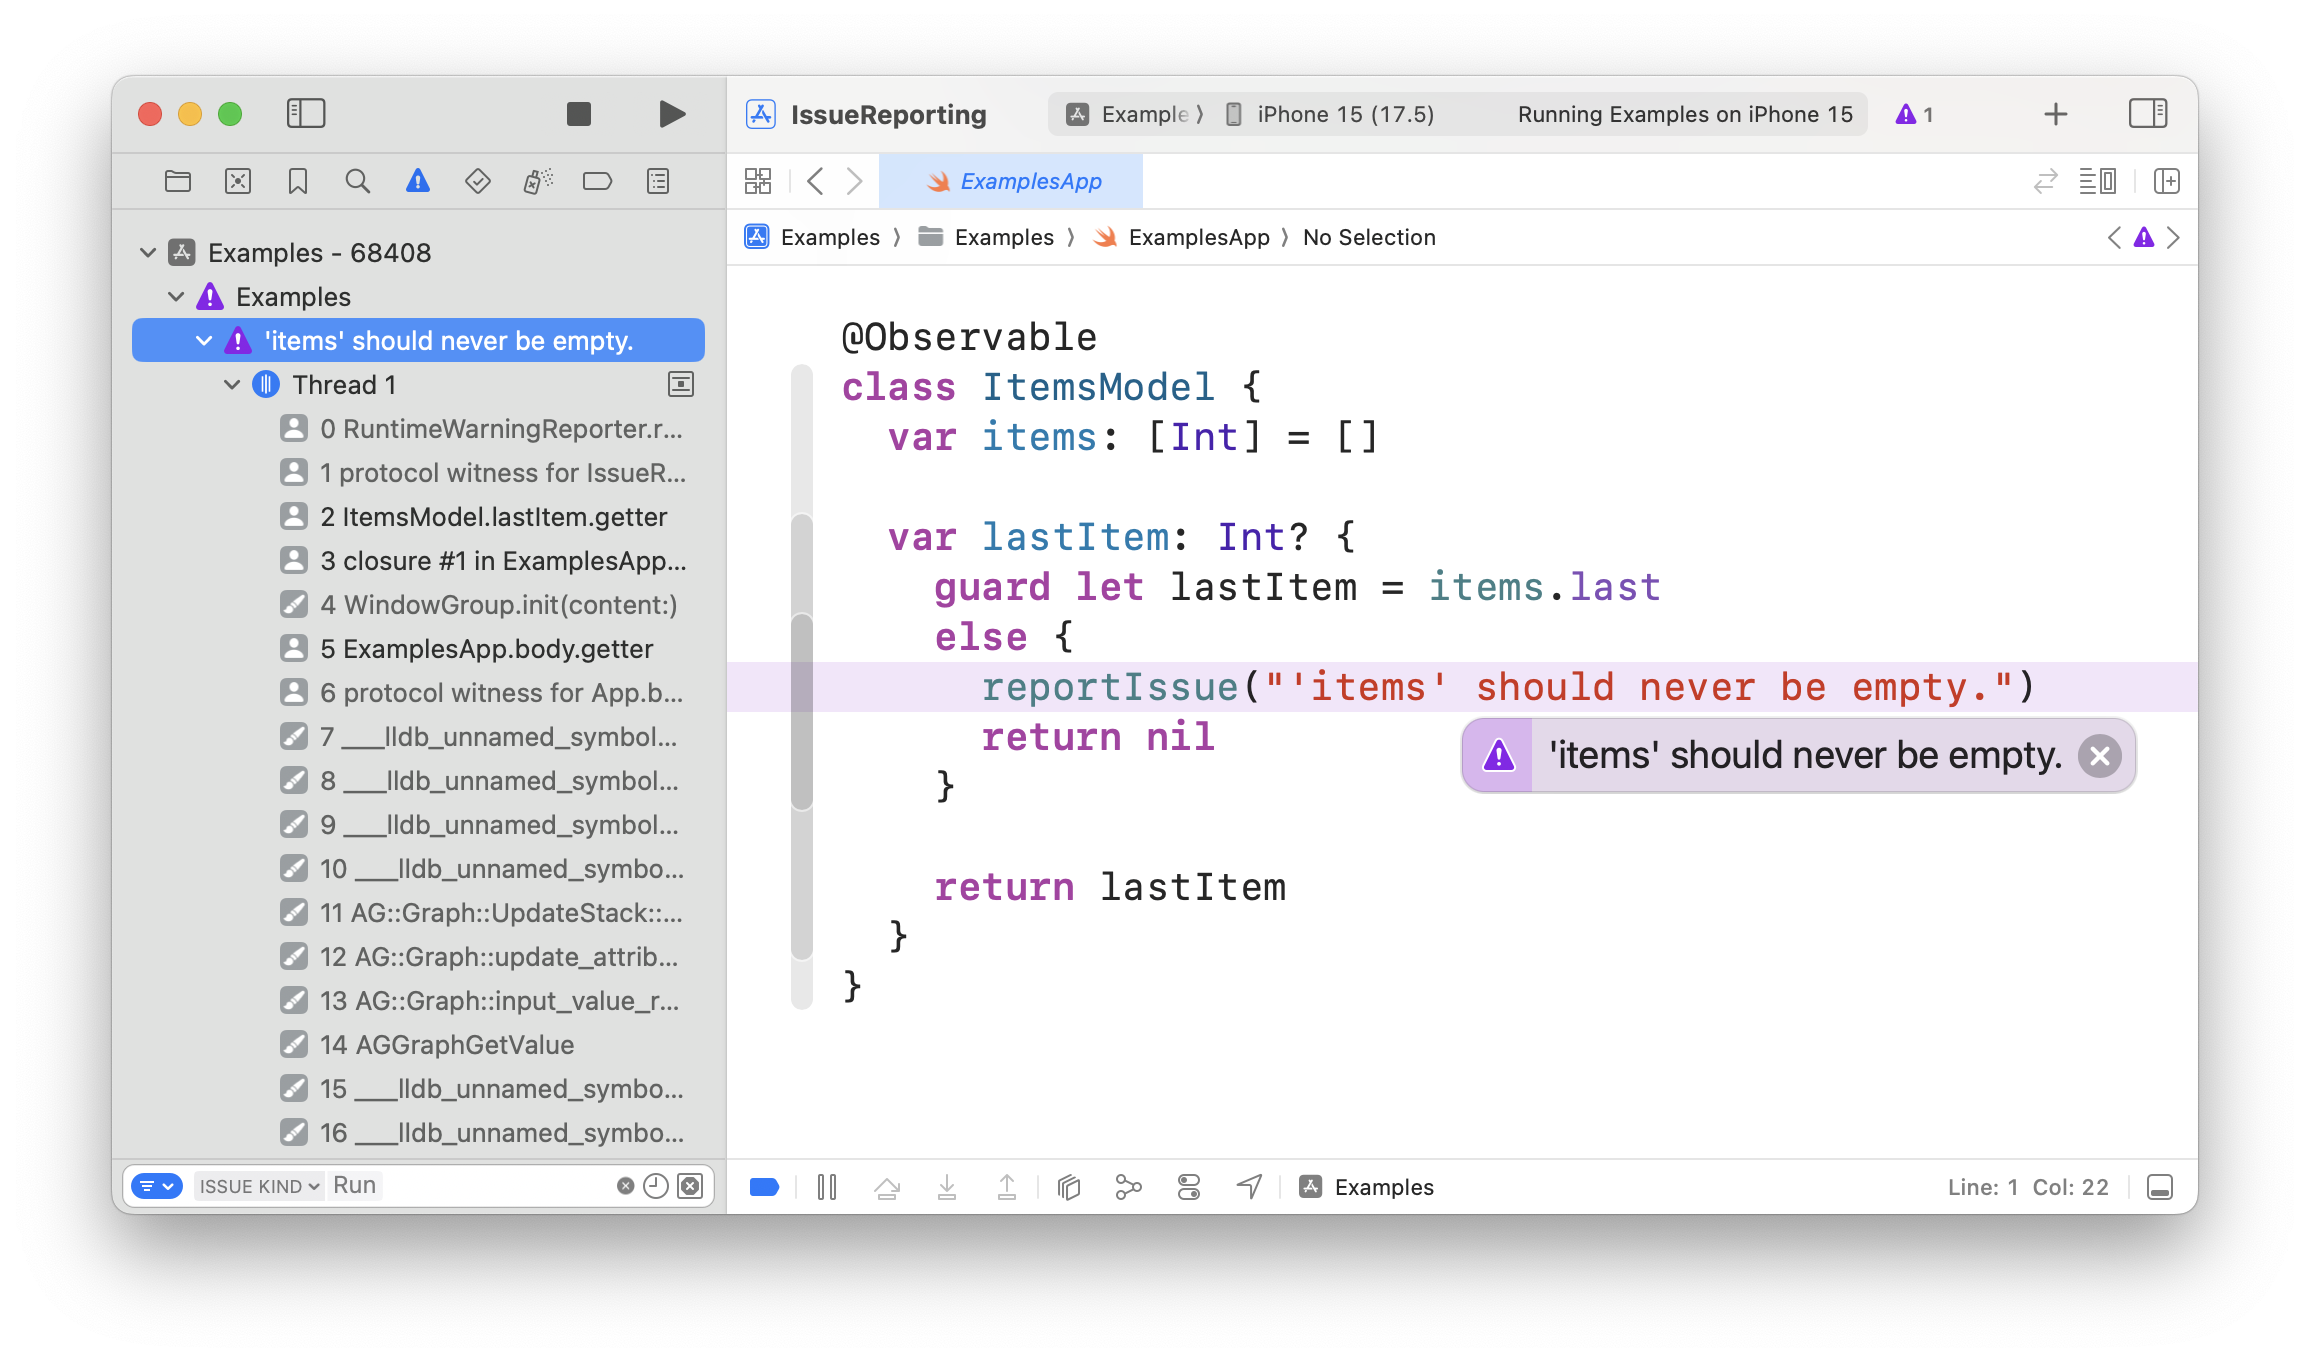 IssueReporting
Example
iPhone 15 (17.5)
Running Examples on iPhone 15
1
ExamplesApp
Examples
Examples
ExamplesApp
No Selection
Examples - 68408
Examples
'items' should never be empty.
Thread 1
0 RuntimeWarningReporter.r...
1 protocol witness for IssueR...
2 ItemsModel.lastItem.getter
3 closure #1 in ExamplesApp...
4 WindowGroup.init(content:)
5 ExamplesApp.body.getter
6 protocol witness for App.b...
7 ___lldb_unnamed_symbol...
8 ___lldb_unnamed_symbol...
9 ___lldb_unnamed_symbol...
10 ___lldb_unnamed_symbo...
11 AG::Graph::UpdateStack::...
12 AG::Graph::update_attrib...
13 AG::Graph::input_value_r...
14 AGGraphGetValue
15 ___lldb_unnamed_symbo...
16 ___lldb_unnamed_symbo...
ISSUE KIND Run
@Observable
class ItemsModel {
var items: [Int] = []
var lastItem: Int? {
guard let lastItem = items.last
else {
reportIssue("'items' should never be empty.")
return nil
'items' should never be empty.
}
return lastItem
}
}
Examples
Line: 1 Col: 22